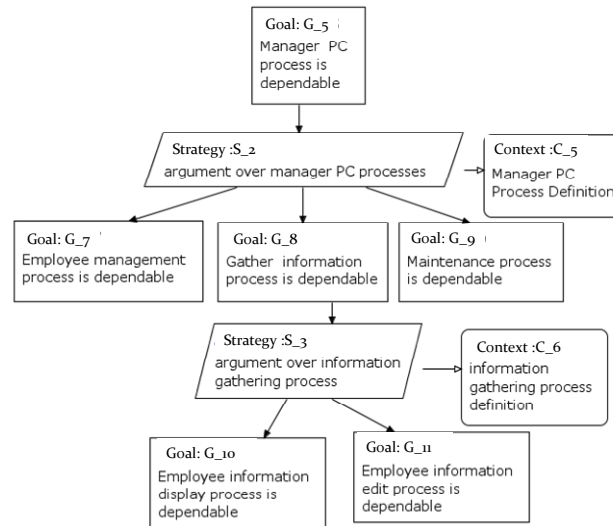 Goal: G_5
Manager PC
process is
dependable
Strategy :S_2
argument over manager PC processes
Context :C_5
Manager PC
Process Definition
Goal: G_7
Employee management
process is dependable
Goal: G_8
Gather information
process is dependable
Goal: G_9
Maintenance process
is dependable
Strategy :S_3
argument over information
gathering process
Context :C_6
information
gathering process
definition
Goal: G_10
Employee information
display process is
dependable
Goal: G_11
Employee information
edit process is
dependable